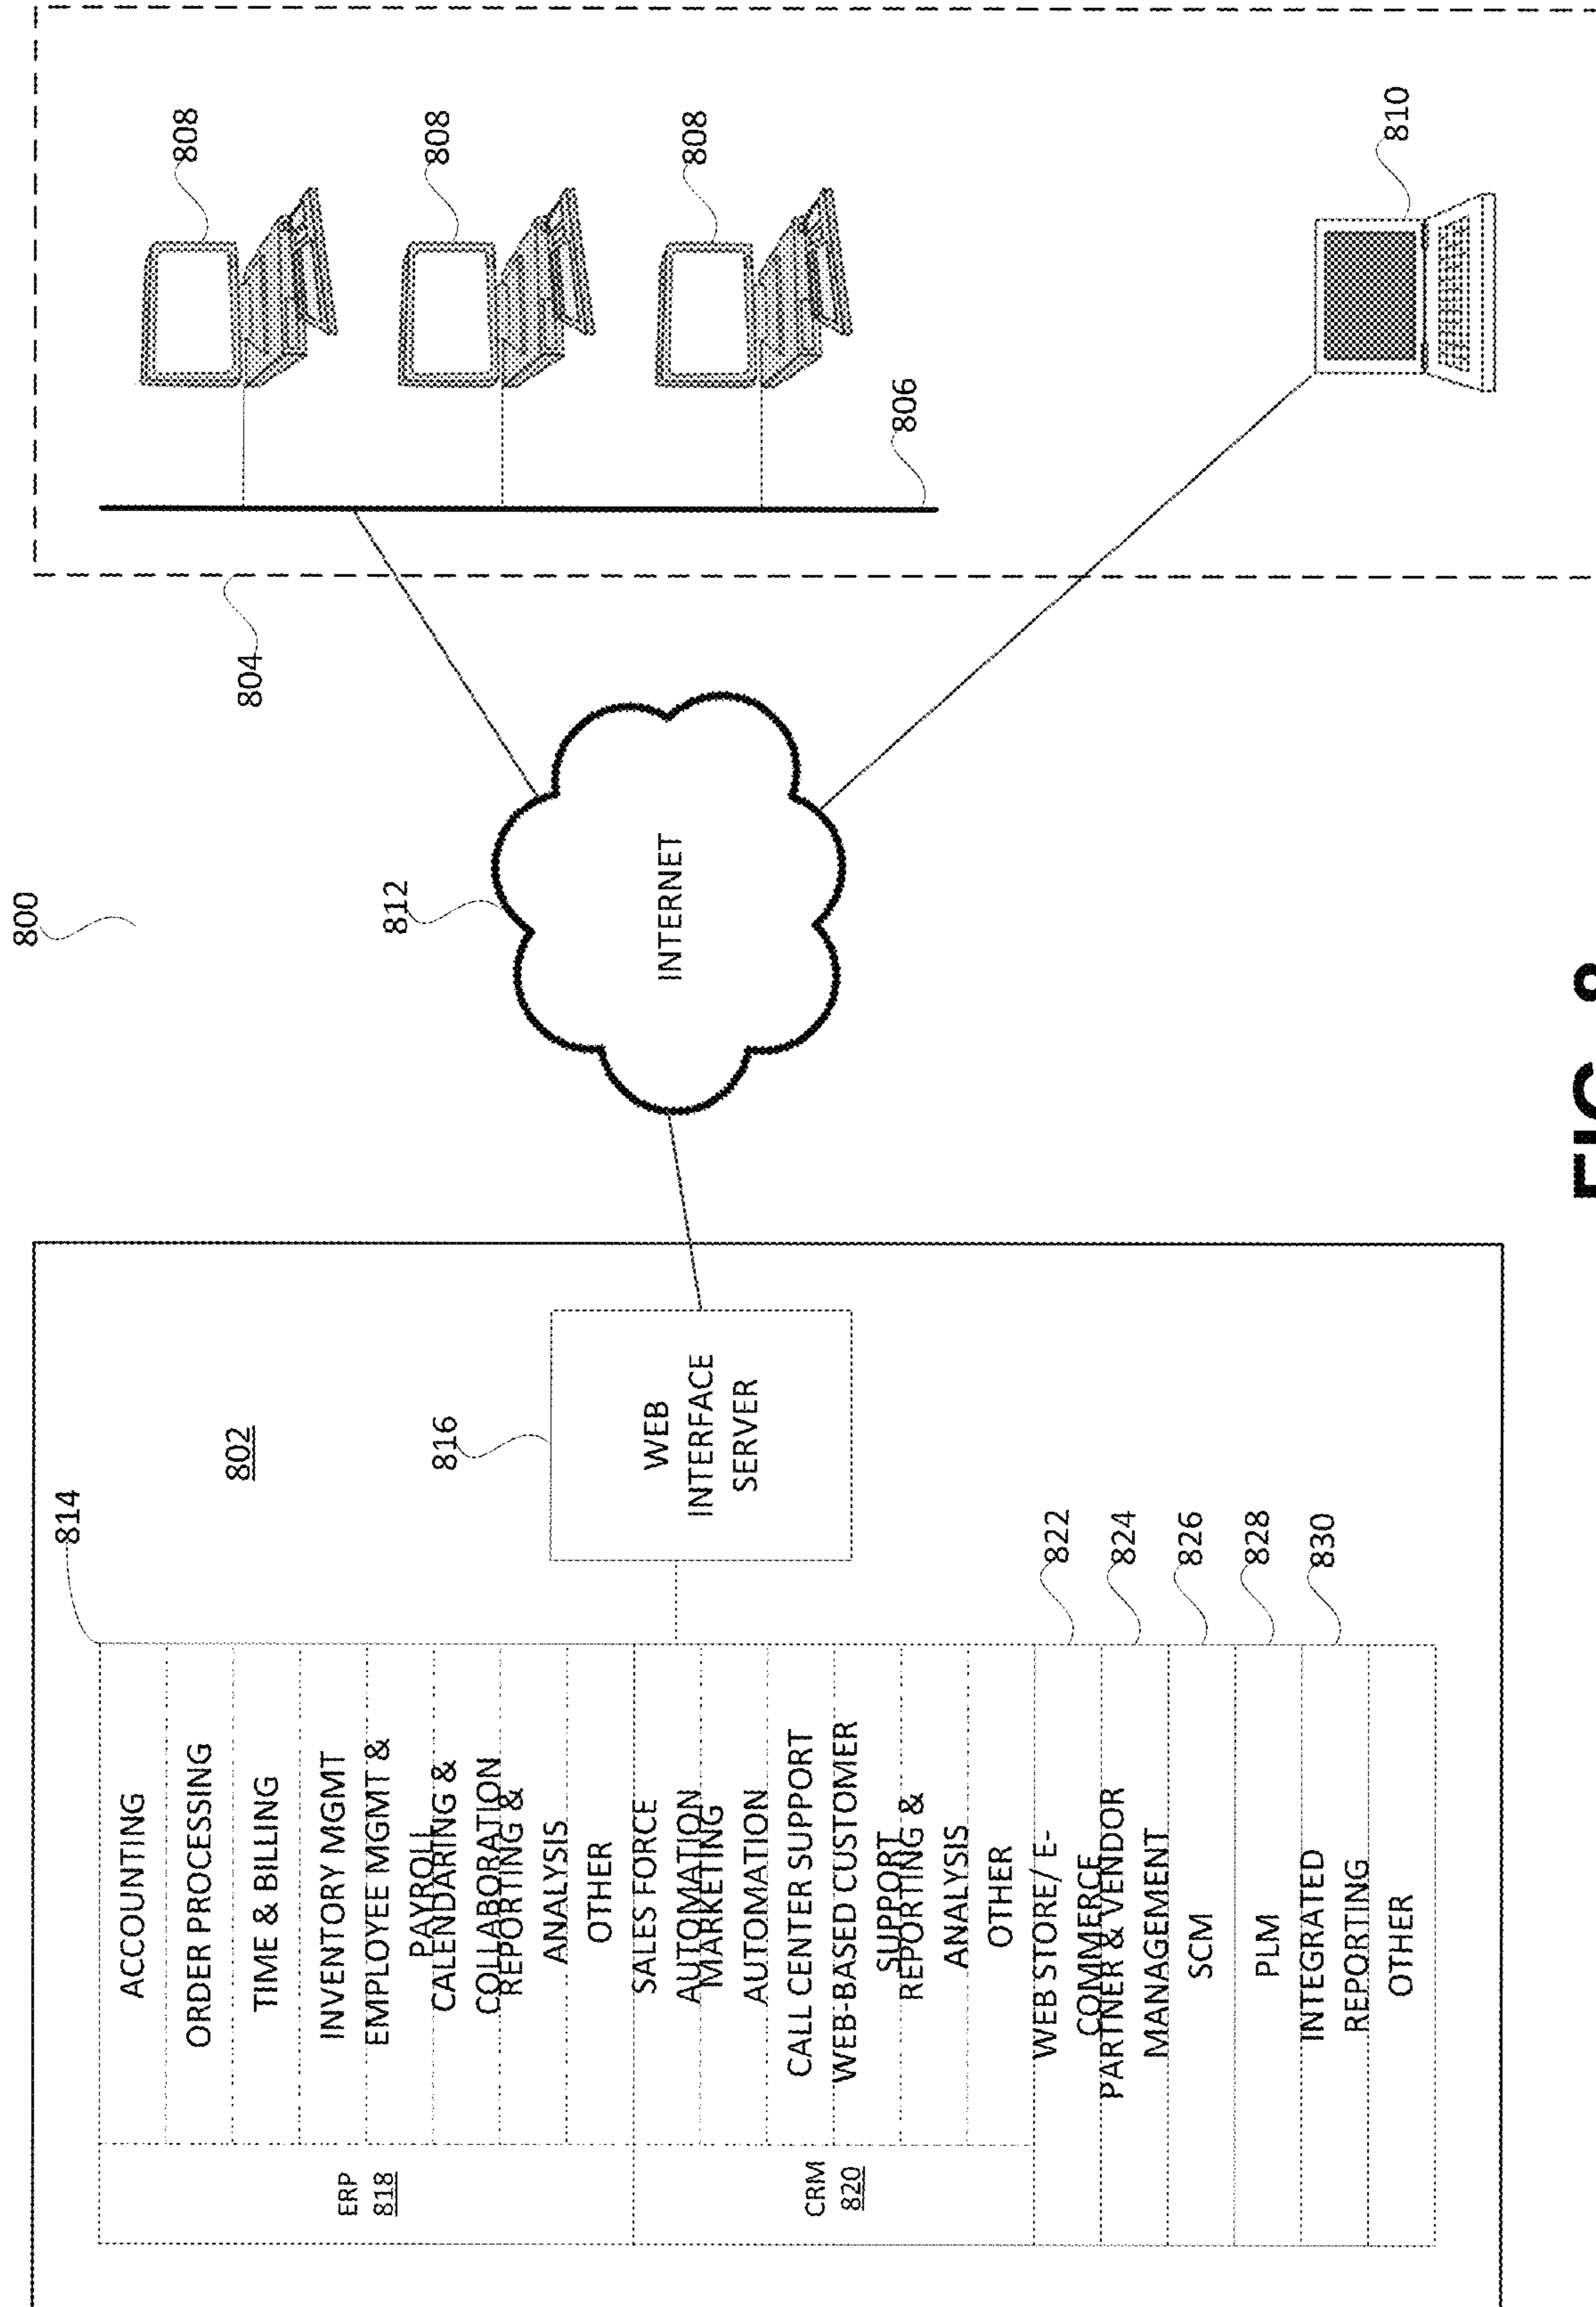 800
802
814
ERP
818
ACCOUNTING
ORDER PROCESSING
TIME & BILLING
INVENTORY MGMT
EMPLOYEE MGMT &
PAYROLL
CALENDARING &
COLLABORATION
REPORTING &
ANALYSIS
OTHER
CRM
820
SALES FORCE
AUTOMATION
MARKETING
AUTOMATION
CALL CENTER SUPPORT
WEB-BASED CUSTOMER
SUPPORT
REPORTING &
ANALYSIS
OTHER
WEB STORE/ E-
COMMERCE
822
PARTNER & VENDOR
MANAGEMENT
824
SCM
826
PLM
828
INTEGRATED
REPORTING
830
OTHER
816
WEB
INTERFACE
SERVER
812
INTERNET
804
806
808
808
808
810